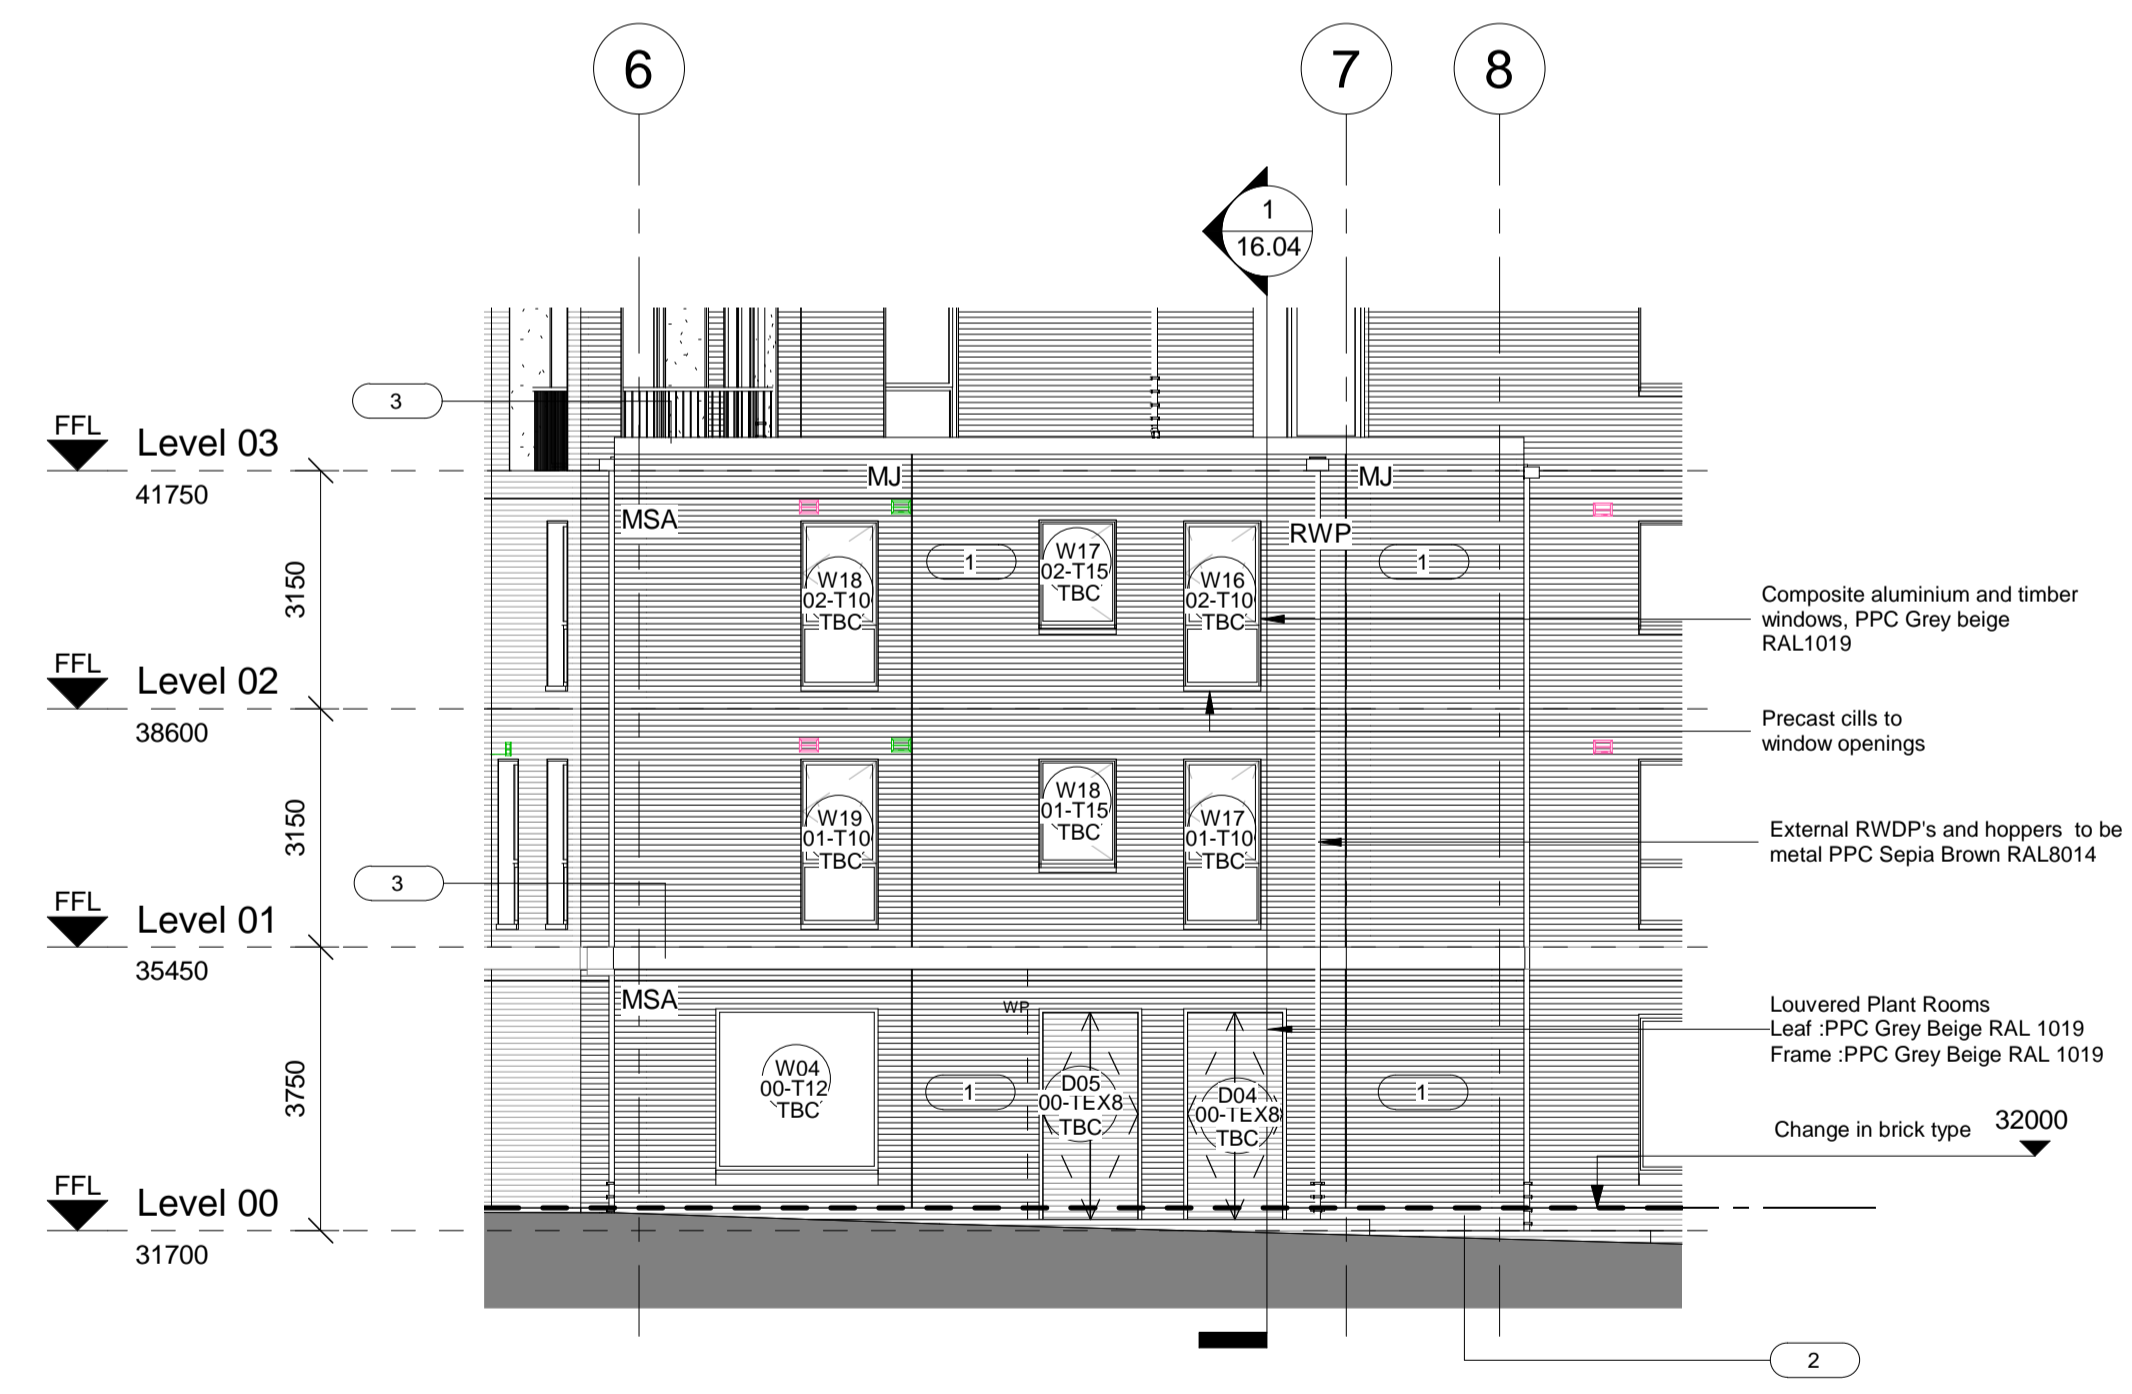 6
7
8
1
16.04
3
FFL
Level 03
41750
MJ
MJ
MSA
RWP
3150
W18
02-T10
TBC
1
W17
02-T15
TBC
W16
02-T10
TBC
1
Composite aluminium and timber
windows, PPC Grey beige
RAL1019
FFL
Level 02
38600
Precast cills to
window openings
3150
W19
01-T10
TBC
W18
01-T15
TBC
W17
01-T10
TBC
External RWDP's and hoppers to be
metal PPC Sepia Brown RAL8014
3
FFL
Level 01
35450
MSA
WP
Louvered Plant Rooms
Leaf :PPC Grey Beige RAL 1019
Frame :PPC Grey Beige RAL 1019
3750
W04
00-T12
TBC
1
D05
00-TEX8
TBC
D04
00-TEX8
TBC
1
Change in brick type
32000
FFL
Level 00
31700
2